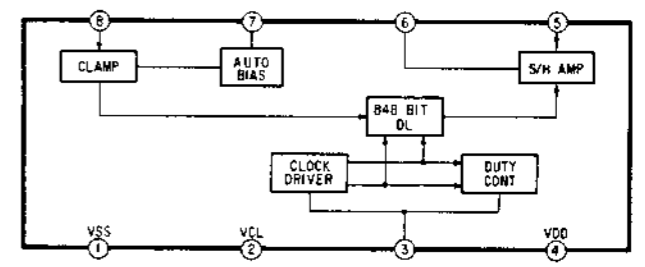 8 7 6 5
CLAMP
AUTO
BIAS
S/H AMP
848 BIT
DL
CLOCK
DRIVER
DUTY
CONT
VSS VCL VDD
1 2 3 4